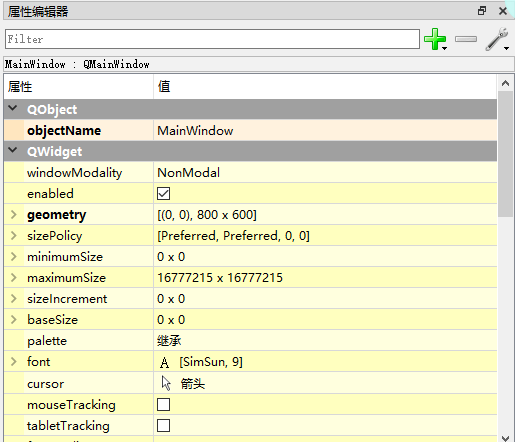 属性编辑器
Filter
MainWindow : QMainWindow
属性 值
QObject
objectName MainWindow
QWidget
windowModality NonModal
enabled
geometry [(0, 0), 800 x 600]
sizePolicy [Preferred, Preferred, 0, 0]
minimumSize 0 x 0
maximumSize 16777215 x 16777215
sizeIncrement 0 x 0
baseSize 0 x 0
palette 继承
font A [SimSun, 9]
cursor 箭头
mouseTracking
tabletTracking